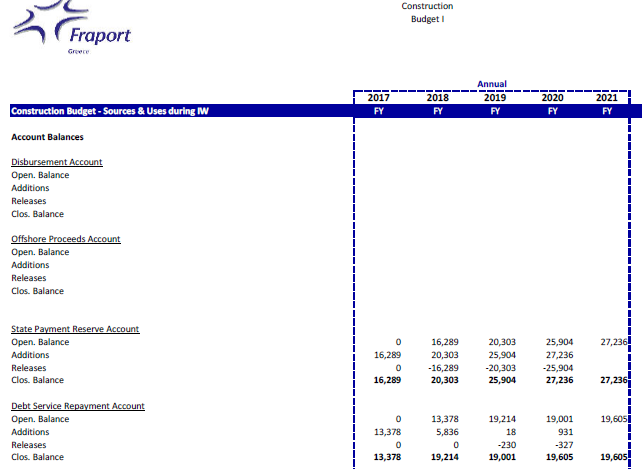 Construction
Budget I
Fraport
Greece
Annual
2017 2018 2019 2020 2021
Construction Budget - Sources & Uses during IW FY FY FY FY FY
Account Balances
Disbursement Account
Open. Balance
Additions
Releases
Clos. Balance
Offshore Proceeds Account
Open. Balance
Additions
Releases
Clos. Balance
State Payment Reserve Account
Open. Balance 0 16,289 20,303 25,904 27,236
Additions 16,289 20,303 25,904 27,236
Releases 0 -16,289 -20,303 -25,904
Clos. Balance 16,289 20,303 25,904 27,236 27,236
Debt Service Repayment Account
Open. Balance 0 13,378 19,214 19,001 19,605
Additions 13,378 5,836 18 931
Releases 0 0 -230 -327
Clos. Balance 13,378 19,214 19,001 19,605 19,605